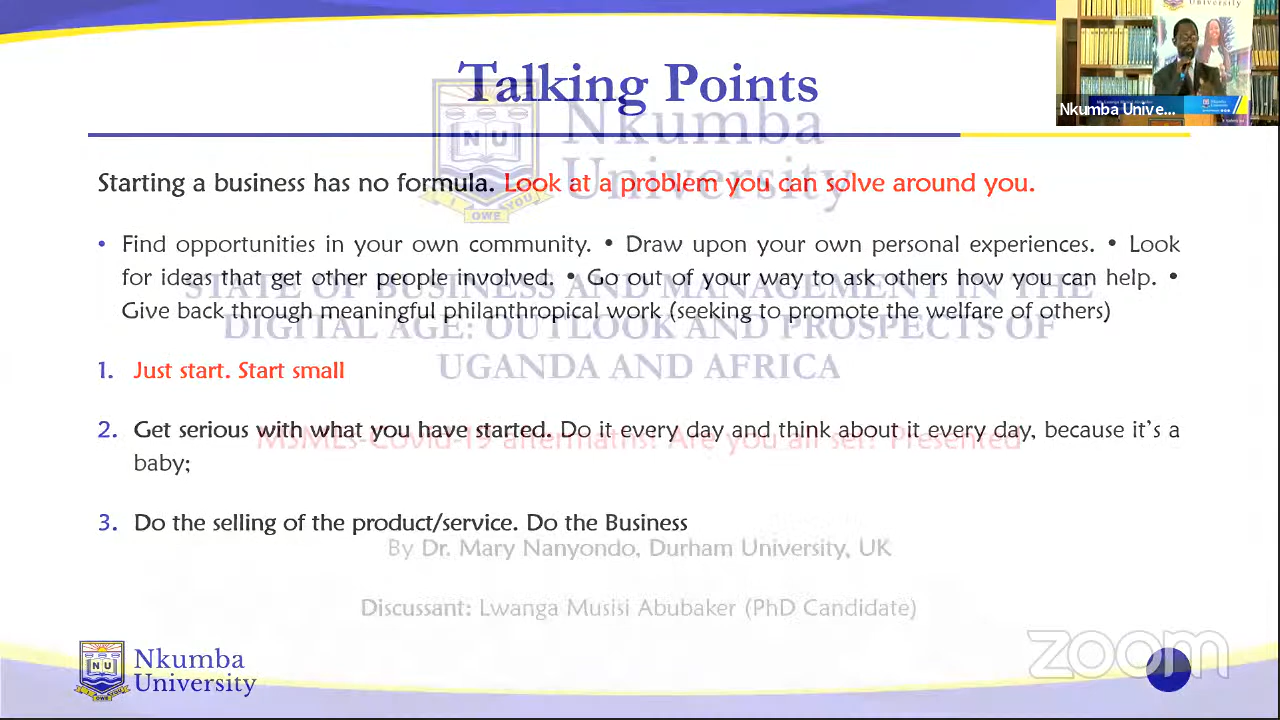 Talking Points
Nkumba
University
NU
I OWE YOU
Nkumba Unive...
Starting a business has no formula. Look at a problem you can solve around you.
• Find opportunities in your own community. • Draw upon your own personal experiences. • Look
for ideas that get other people involved. • Go out of your way to ask others how you can help. •
Give back through meaningful philanthropical work (seeking to promote the welfare of others)
STATE OF BUSINESS AND MANAGEMENT IN THE
DIGITAL AGE: OUTLOOK AND PROSPECTS OF
UGANDA AND AFRICA
1. Just start. Start small
2. Get serious with what you have started. Do it every day and think about it every day, because it's a
baby;
MSMEs-Covid-19 aftermaths: Are you all set? Presented
3. Do the selling of the product/service. Do the Business
By Dr. Mary Nanyondo, Durham University, UK
Discussant: Lwanga Musisi Abubaker (PhD Candidate)
NU
Nkumba
University
zoom